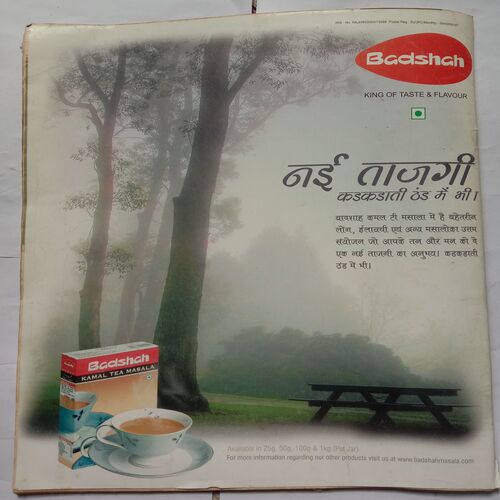 Badshah
KING OF TASTE & FLAVOUR
नई ताजगी
कडकडाती ठंड में भी।
बादशाह कमल टी मसाला में है बेहतरीन
लोंग, ईलायची एवं अन्य मसालोंका उत्तम
संयोजन जो आपके तन और मन को दे
एक नई ताजगी का अनुभव। कडकडाती
ठंड में भी।
Badshah
KAMAL TEA MASALA
Available in 25g, 50g, 100g & 1kg (Pet Jar)
For more information regarding our other products visit us at www.badshahmasala.com